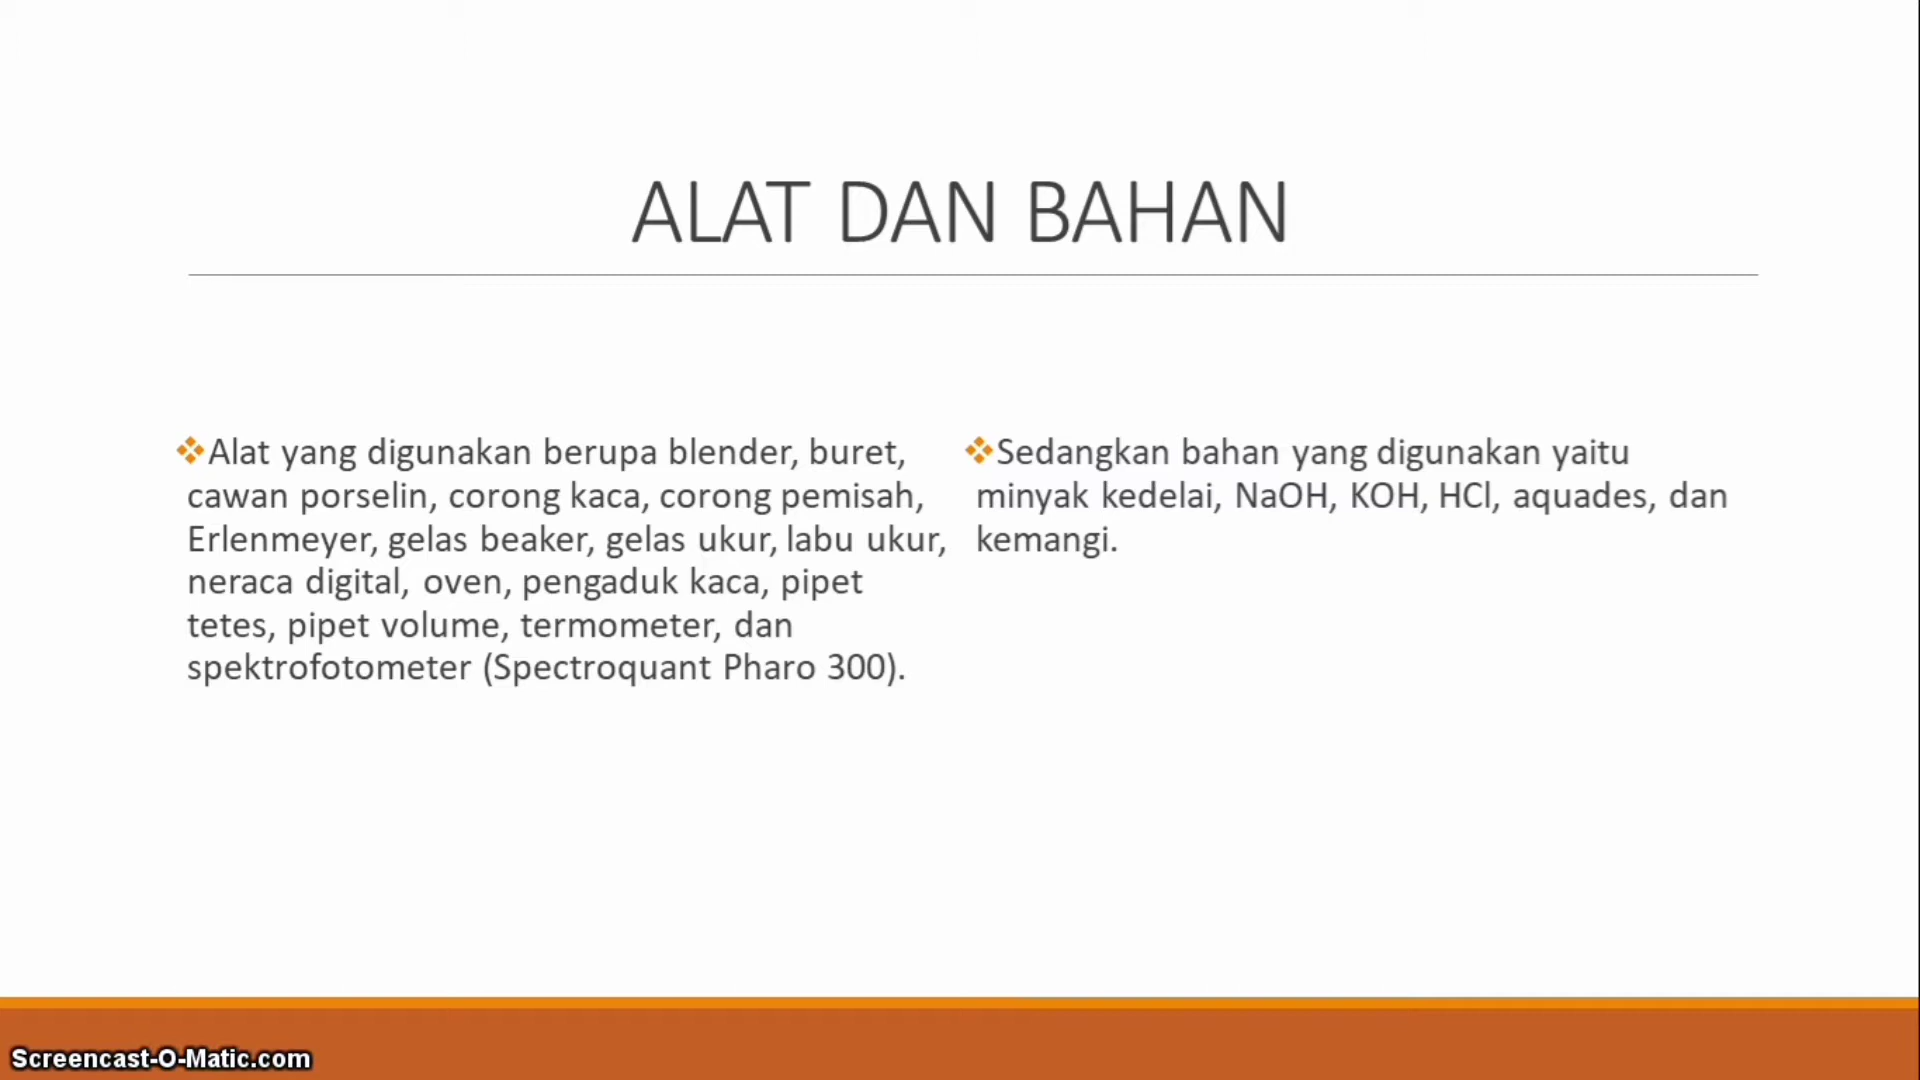 ALAT DAN BAHAN
Alat yang digunakan berupa blender, buret,
cawan porselin, corong kaca, corong pemisah,
Erlenmeyer, gelas beaker, gelas ukur, labu ukur,
neraca digital, oven, pengaduk kaca, pipet
tetes, pipet volume, termometer, dan
spektrofotometer (Spectroquant Pharo 300).
Sedangkan bahan yang digunakan yaitu
minyak kedelai, NaOH, KOH, HCl, aquades, dan
kemangi.
Screencast-O-Matic.com